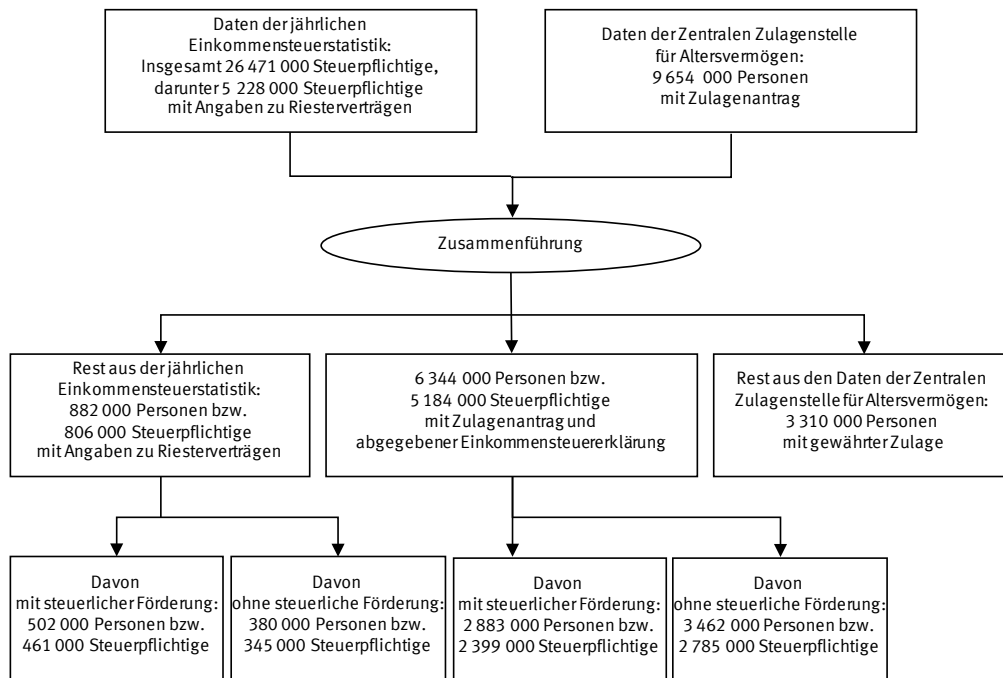 Daten der jährlichen
Einkommensteuerstatistik:
Insgesamt 26 471 000 Steuerpflichtige,
darunter 5 228 000 Steuerpflichtige
mit Angaben zu Riesterverträgen
Daten der Zentralen Zulagenstelle
für Altersvermögen:
9 654 000 Personen
mit Zulagenantrag
Zusammenführung
Rest aus der jährlichen
Einkommensteuerstatistik:
882 000 Personen bzw.
806 000 Steuerpflichtige
mit Angaben zu Riesterverträgen
6 344 000 Personen bzw.
5 184 000 Steuerpflichtige
mit Zulagenantrag und
abgegebener Einkommensteuererklärung
Rest aus den Daten der Zentralen
Zulagenstelle für Altersvermögen:
3 310 000 Personen
mit gewährter Zulage
Davon
mit steuerlicher Förderung:
502 000 Personen bzw.
461 000 Steuerpflichtige
Davon
ohne steuerliche Förderung:
380 000 Personen bzw.
345 000 Steuerpflichtige
Davon
mit steuerlicher Förderung:
2 883 000 Personen bzw.
2 399 000 Steuerpflichtige
Davon
ohne steuerliche Förderung:
3 462 000 Personen bzw.
2 785 000 Steuerpflichtige